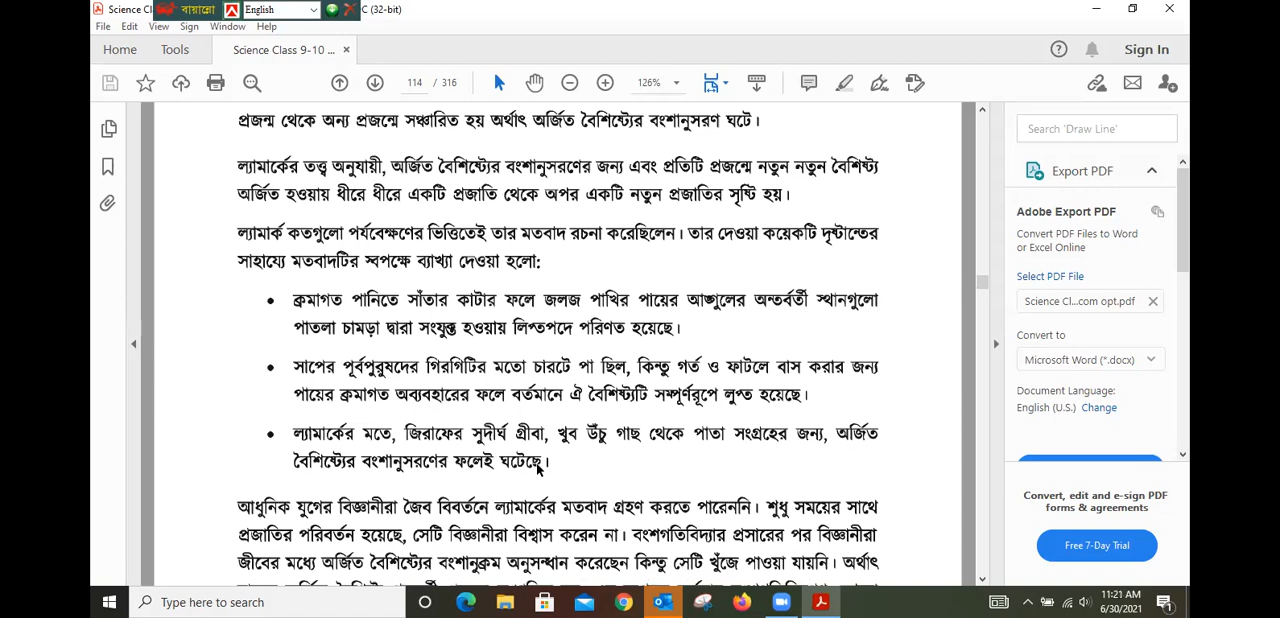 Science Cl
বায়ান্নো
English
C (32-bit)
File Edit View Sign Window Help
Home Tools Science Class 9-10 ... × Sign In
114 / 316 126%
প্রজন্ম থেকে অন্য প্রজন্মে সঞ্চারিত হয় অর্থাৎ অর্জিত বৈশিষ্ট্যের বংশানুসরণ ঘটে।
ল্যামার্কের তত্ত্ব অনুযায়ী, অর্জিত বৈশিষ্ট্যের বংশানুসরণের জন্য এবং প্রতিটি প্রজন্মে নতুন নতুন বৈশিষ্ট্য
অর্জিত হওয়ায় ধীরে ধীরে একটি প্রজাতি থেকে অপর একটি নতুন প্রজাতির সৃষ্টি হয়।
ল্যামার্ক কতগুলো পর্যবেক্ষণের ভিত্তিতেই তার মতবাদ রচনা করেছিলেন। তার দেওয়া কয়েকটি দৃষ্টান্তের
সাহায্যে মতবাদটির স্বপক্ষে ব্যাখ্যা দেওয়া হলো:
• ক্রমাগত পানিতে সাঁতার কাটার ফলে জলজ পাখির পায়ের আঙ্গুলের অন্তর্বর্তী স্থানগুলো
পাতলা চামড়া দ্বারা সংযুক্ত হওয়ায় লিপ্তপদে পরিণত হয়েছে।
• সাপের পূর্বপুরুষদের গিরগিটির মতো চারটে পা ছিল, কিন্তু গর্ত ও ফাটলে বাস করার জন্য
পায়ের ক্রমাগত অব্যবহারের ফলে বর্তমানে ঐ বৈশিষ্ট্যটি সম্পূর্ণরূপে লুপ্ত হয়েছে।
• ল্যামার্কের মতে, জিরাফের সুদীর্ঘ গ্রীবা, খুব উঁচু গাছ থেকে পাতা সংগ্রহের জন্য, অর্জিত
বৈশিষ্ট্যের বংশানুসরণের ফলেই ঘটেছে।
আধুনিক যুগের বিজ্ঞানীরা জৈব বিবর্তনে ল্যামার্কের মতবাদ গ্রহণ করতে পারেননি। শুধু সময়ের সাথে
প্রজাতির পরিবর্তন হয়েছে, সেটি বিজ্ঞানীরা বিশ্বাস করেন না। বংশগতিবিদ্যার প্রসারের পর বিজ্ঞানীরা
জীবের মধ্যে অর্জিত বৈশিষ্ট্যের বংশানুক্রম অনুসন্ধান করেছেন কিন্তু সেটি খুঁজে পাওয়া যায়নি। অর্থাৎ
Search 'Draw Line'
Export PDF
Adobe Export PDF
Convert PDF Files to Word
or Excel Online
Select PDF File
Science Cl...com opt.pdf ×
Convert to
Microsoft Word (*.docx)
Document Language:
English (U.S.) Change
Convert, edit and e-sign PDF
forms & agreements
Free 7-Day Trial
Type here to search
11:21 AM
6/30/2021
1